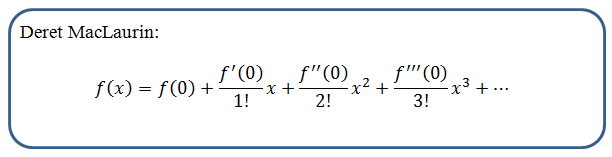 Deret MacLaurin:
f(x) = f(0) + f′(0)/1! x + f″(0)/2! x² + f‴(0)/3! x³ + ⋯